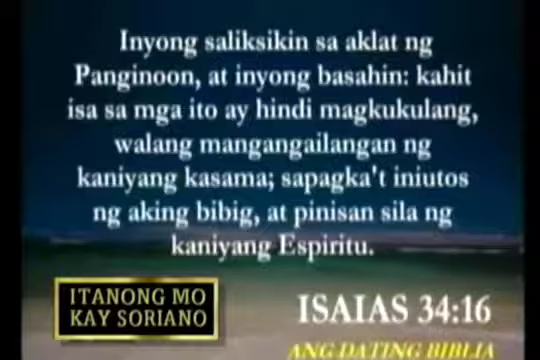 Inyong saliksikin sa aklat ng
Panginoon, at inyong basahin: kahit
isa sa mga ito ay hindi magkukulang,
walang mangangailangan ng
kaniyang kasama; sapagka't iniutos
ng aking bibig, at pinisan sila ng
kaniyang Espiritu.
ITANONG MO
KAY SORIANO
ISAIAS 34:16
ANG DATING BIBLIA